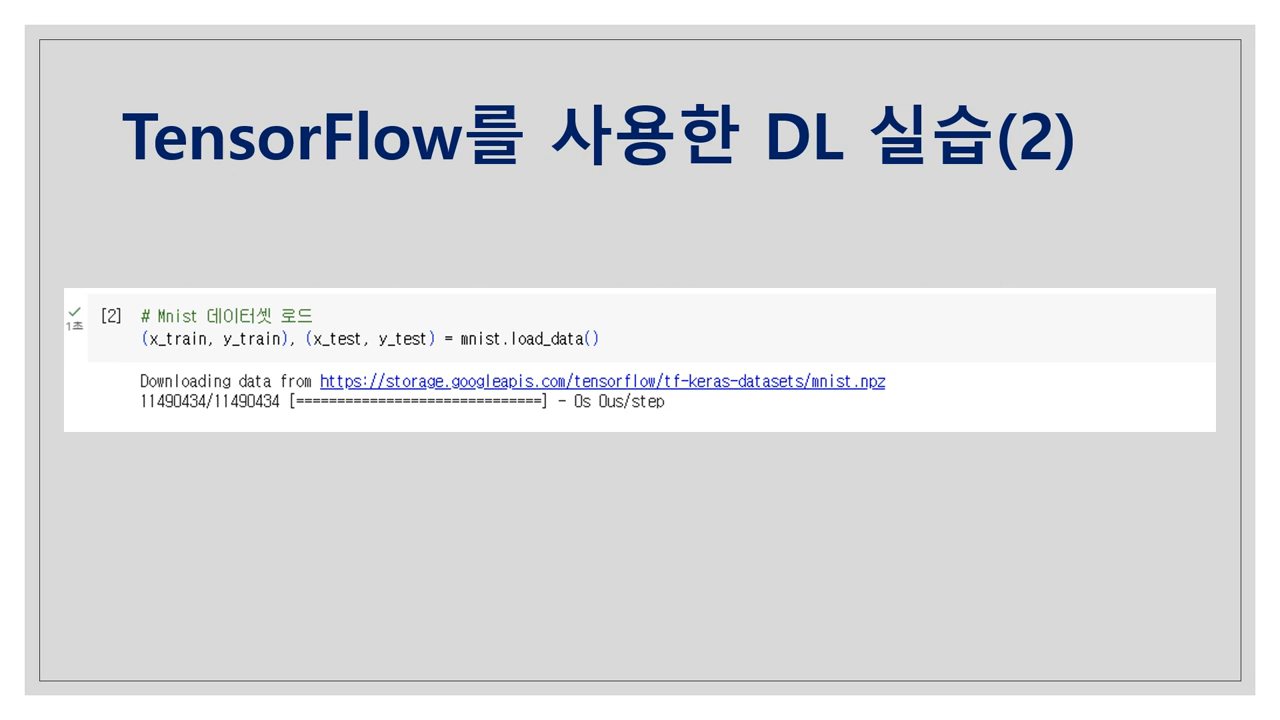 TensorFlow를 사용한 DL 실습(2)
[2] # Mnist 데이터셋 로드
1초
(x_train, y_train), (x_test, y_test) = mnist.load_data()
Downloading data from https://storage.googleapis.com/tensorflow/tf-keras-datasets/mnist.npz
11490434/11490434 [==============================] - 0s 0us/step